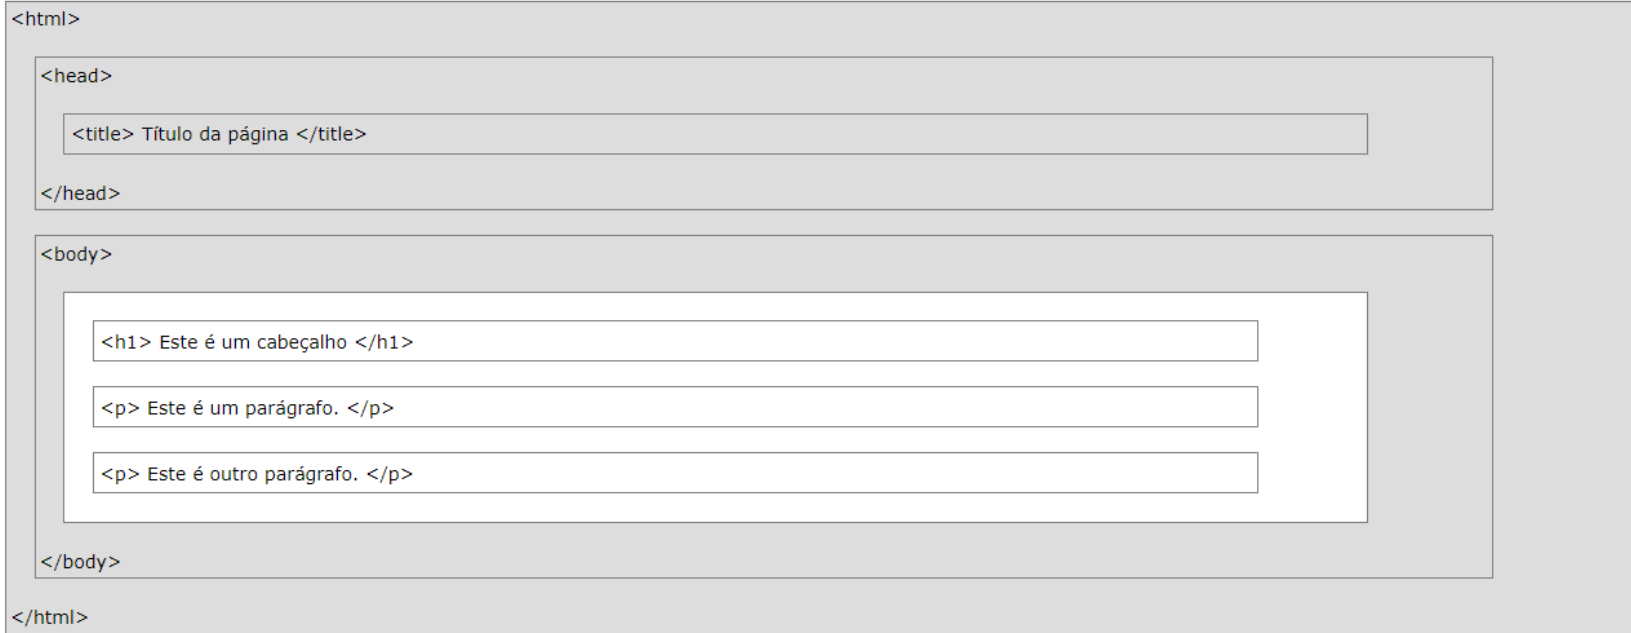 <html>
<head>
<title> Título da página </title>
</head>
<body>
<h1> Este é um cabeçalho </h1>
<p> Este é um parágrafo. </p>
<p> Este é outro parágrafo. </p>
</body>
</html>